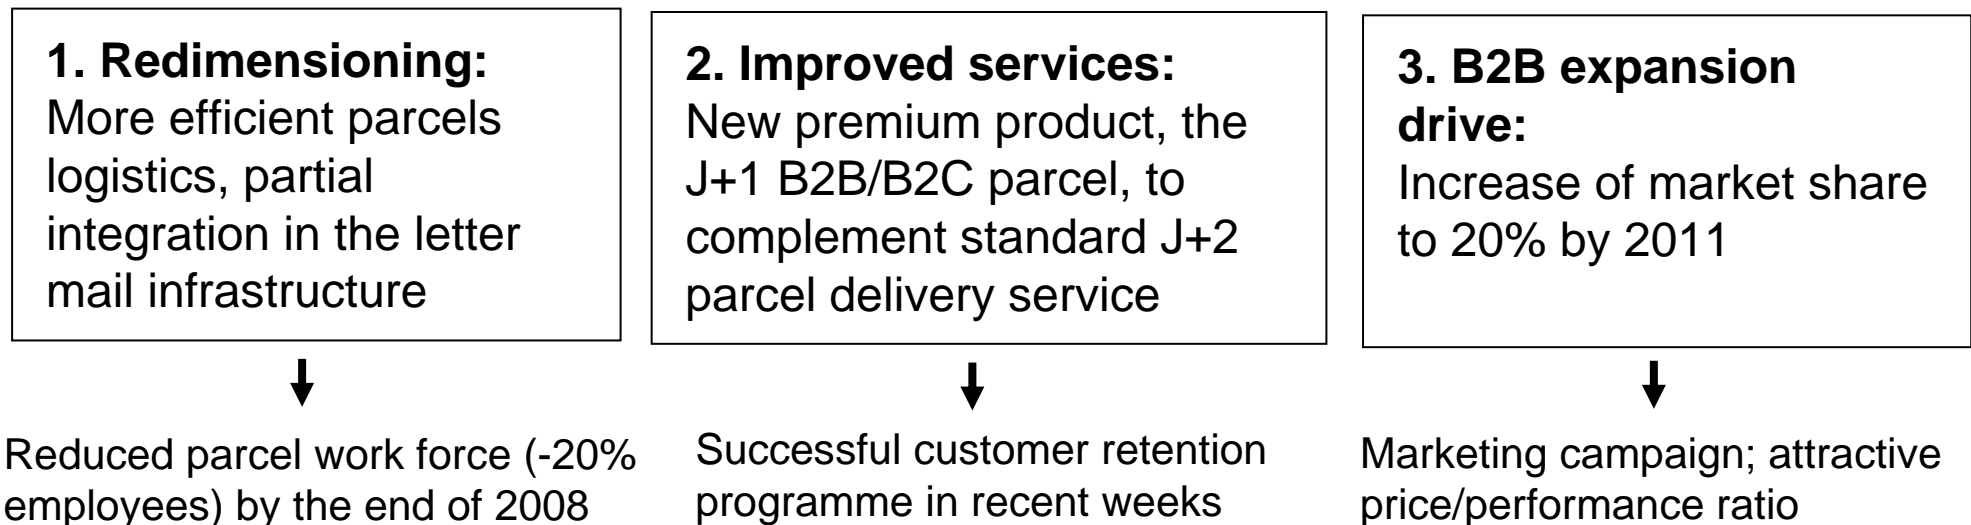 1. Redimensioning:
More efficient parcels
logistics, partial
integration in the letter
mail infrastructure
Reduced parcel work force (-20%
employees) by the end of 2008
2. Improved services:
New premium product, the
J+1 B2B/B2C parcel, to
complement standard J+2
parcel delivery service
Successful customer retention
programme in recent weeks
3. B2B expansion
drive:
Increase of market share
to 20% by 2011
Marketing campaign; attractive
price/performance ratio